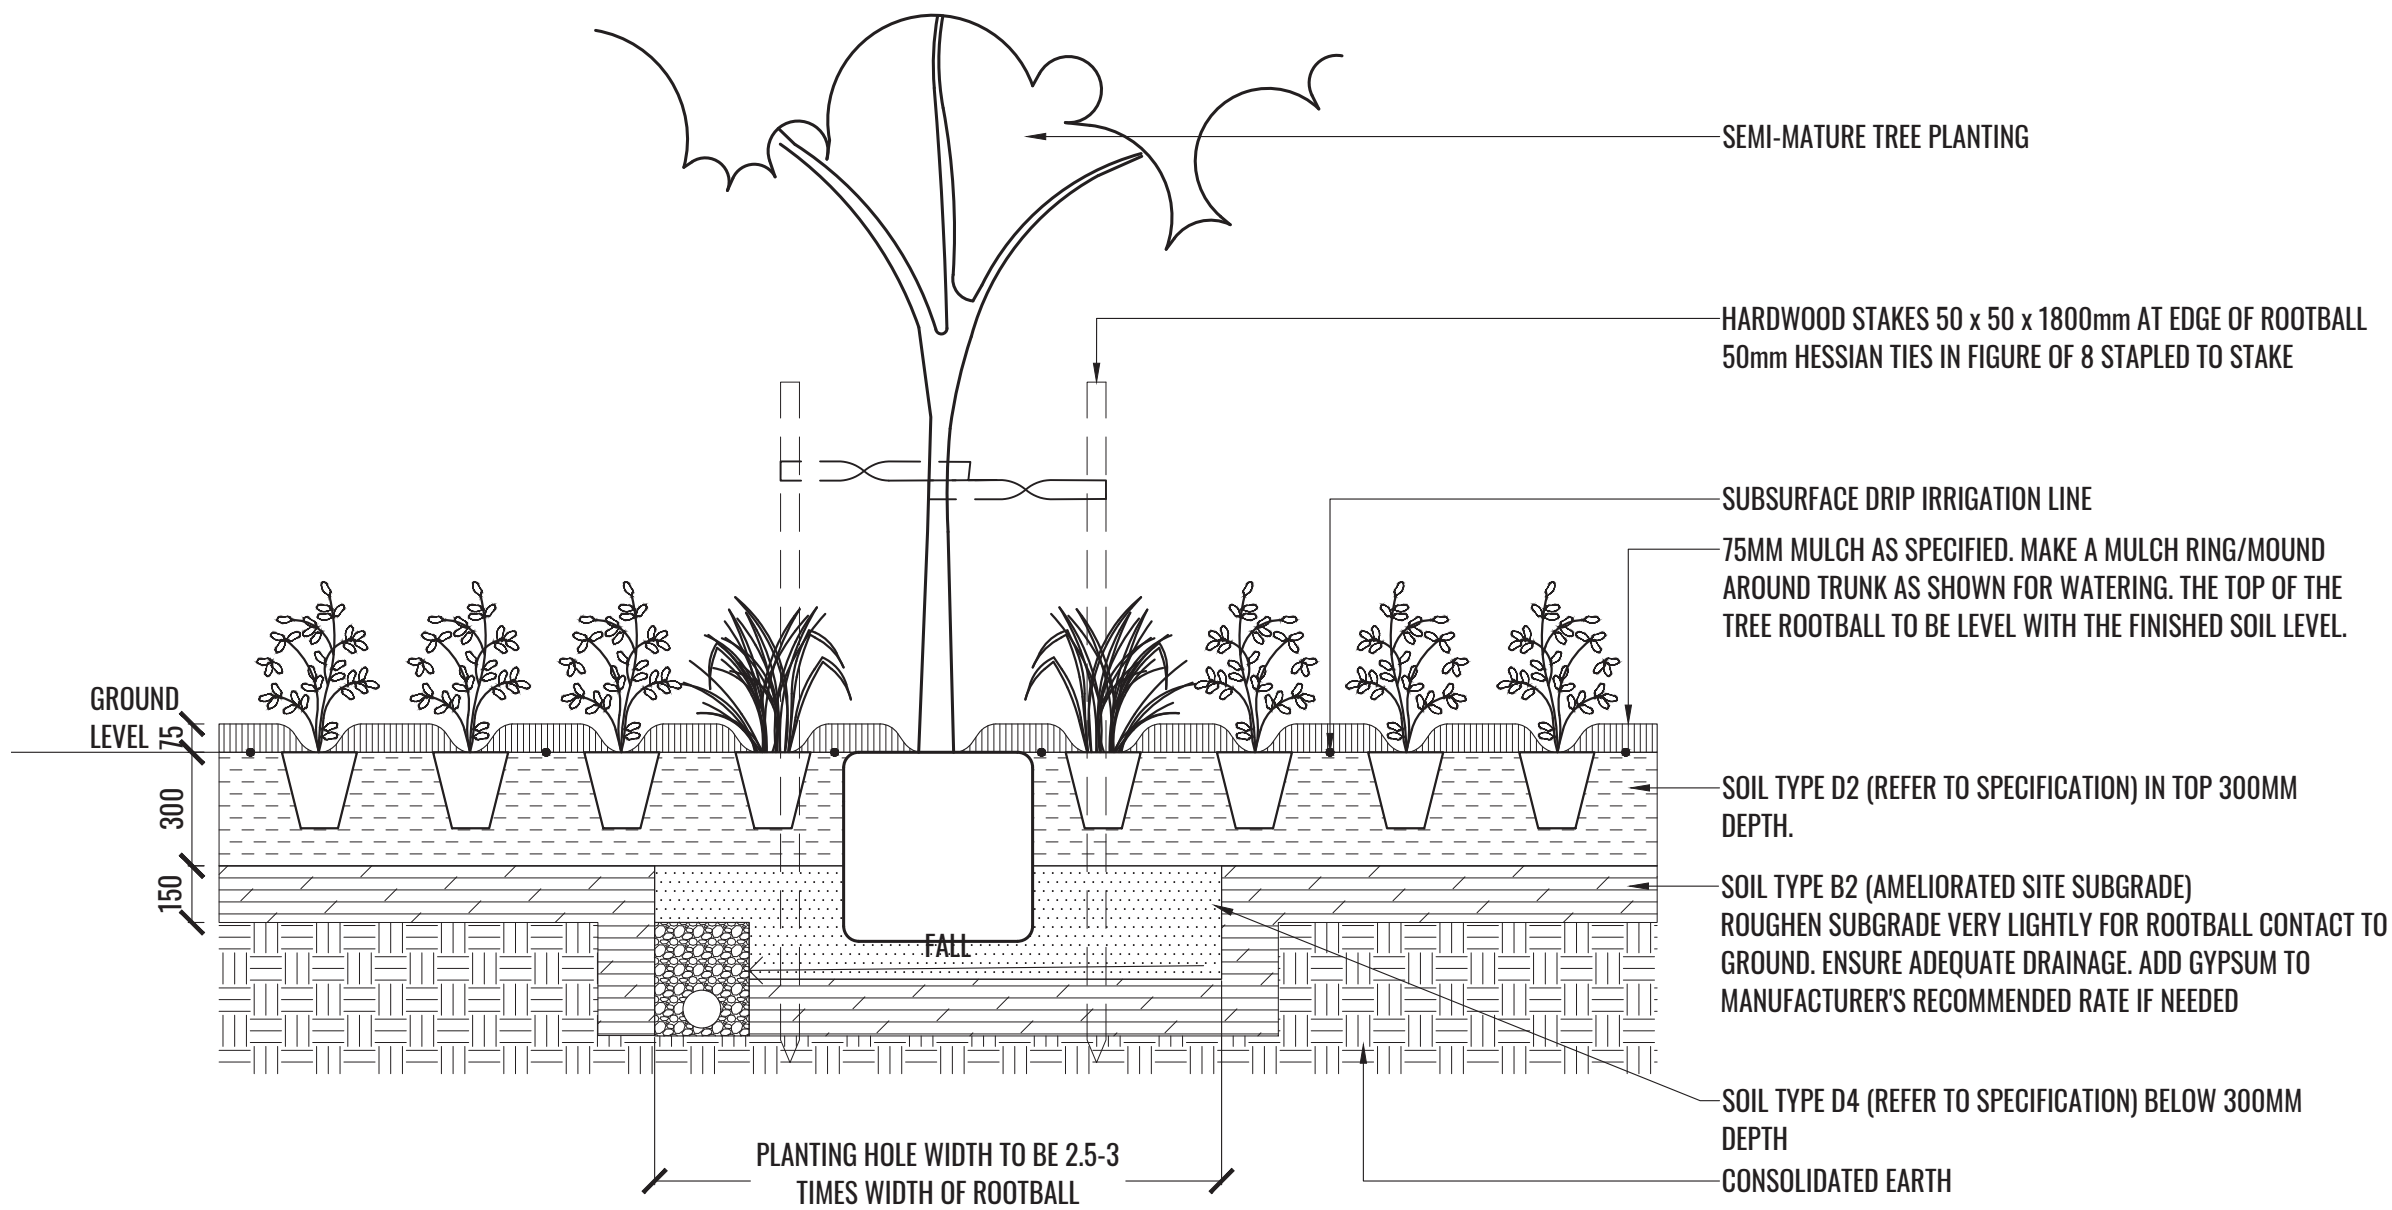 SEMI-MATURE TREE PLANTING
HARDWOOD STAKES 50 x 50 x 1800mm AT EDGE OF ROOTBALL
50mm HESSIAN TIES IN FIGURE OF 8 STAPLED TO STAKE
SUBSURFACE DRIP IRRIGATION LINE
75MM MULCH AS SPECIFIED. MAKE A MULCH RING/MOUND
AROUND TRUNK AS SHOWN FOR WATERING. THE TOP OF THE
TREE ROOTBALL TO BE LEVEL WITH THE FINISHED SOIL LEVEL.
GROUND
LEVEL
75
300
150
SOIL TYPE D2 (REFER TO SPECIFICATION) IN TOP 300MM
DEPTH.
SOIL TYPE B2 (AMELIORATED SITE SUBGRADE)
ROUGHEN SUBGRADE VERY LIGHTLY FOR ROOTBALL CONTACT TO
GROUND. ENSURE ADEQUATE DRAINAGE. ADD GYPSUM TO
MANUFACTURER'S RECOMMENDED RATE IF NEEDED
FALL
SOIL TYPE D4 (REFER TO SPECIFICATION) BELOW 300MM
DEPTH
CONSOLIDATED EARTH
PLANTING HOLE WIDTH TO BE 2.5-3
TIMES WIDTH OF ROOTBALL